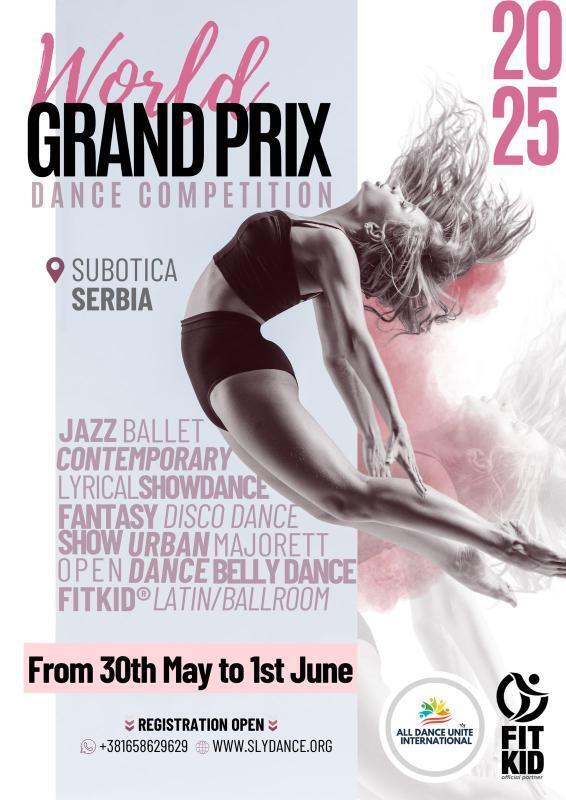 World
GRAND PRIX
DANCE COMPETITION
20
25
SUBOTICA
SERBIA
JAZZ BALLET
CONTEMPORARY
LYRICAL SHOWDANCE
FANTASY DISCO DANCE
SHOW URBAN MAJORETT
OPEN DANCE BELLY DANCE
FITKID® LATIN/BALLROOM
From 30th May to 1st June
REGISTRATION OPEN
+381658629629 WWW.SLYDANCE.ORG
ALL DANCE UNITE
INTERNATIONAL
FIT
KID
official partner